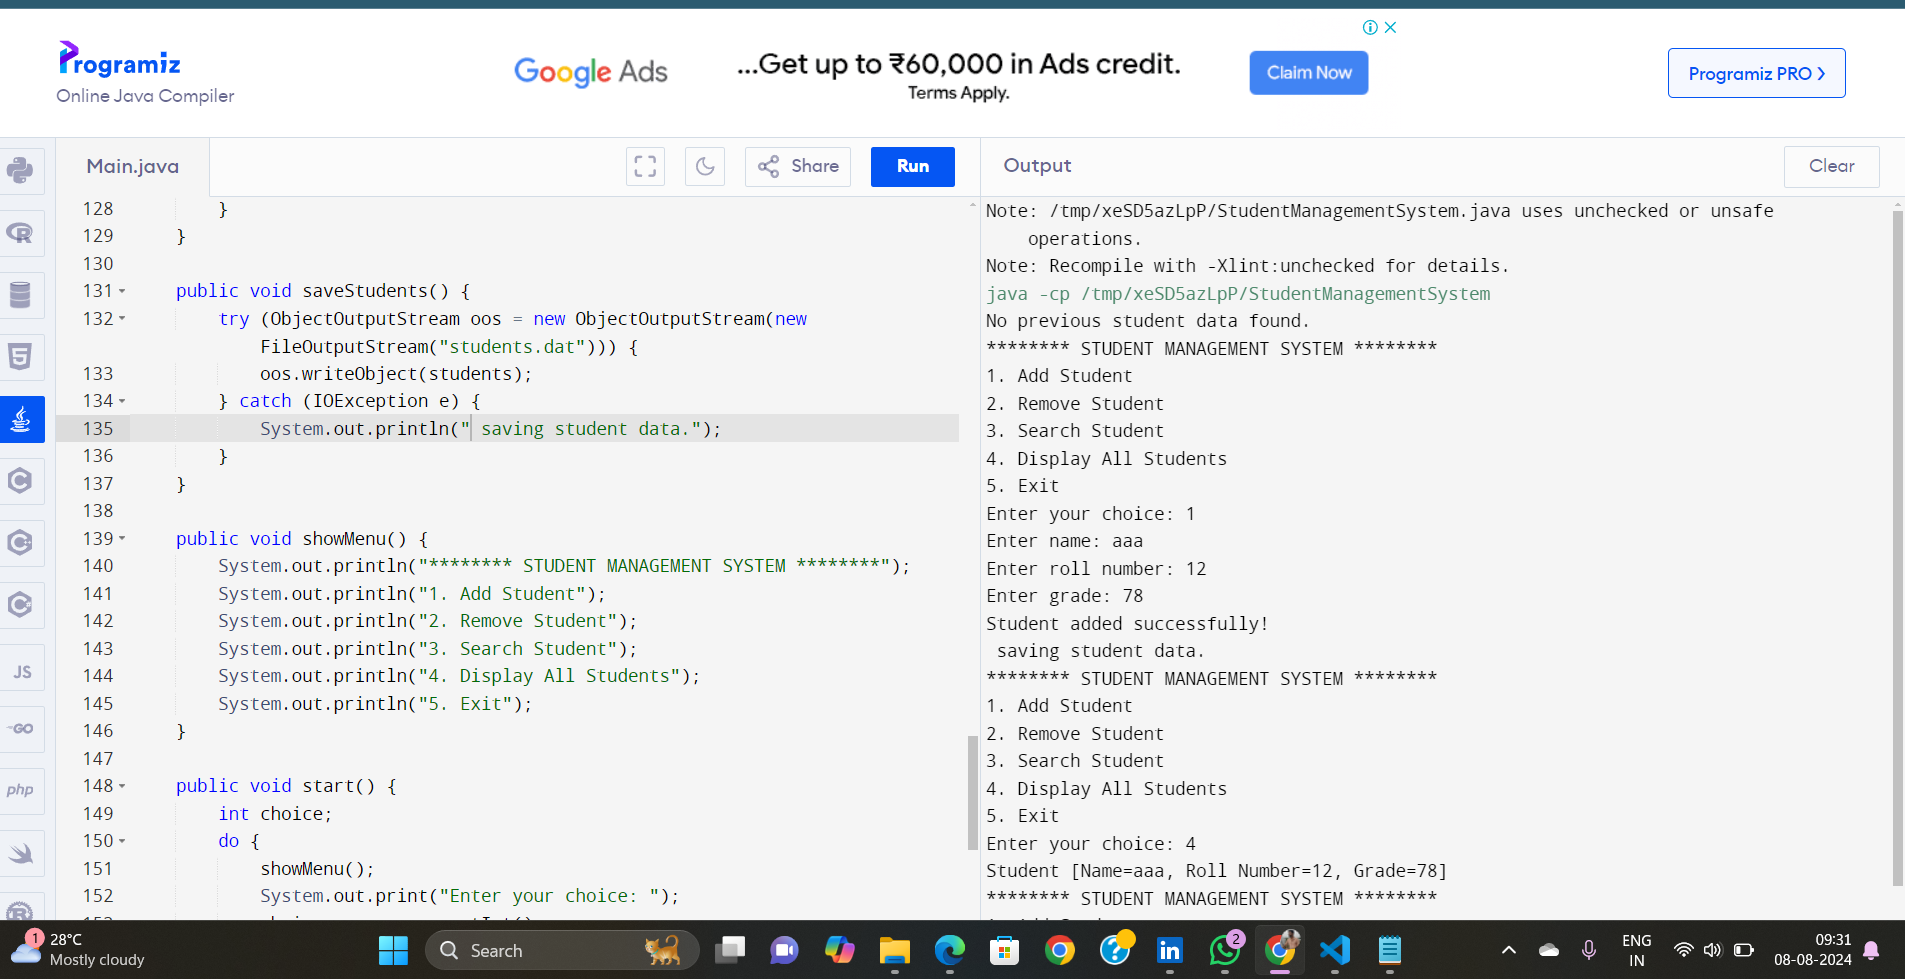 Programiz
Online Java Compiler
Google Ads
...Get up to ₹60,000 in Ads credit.
Terms Apply.
Claim Now
Programiz PRO ›
Main.java
Share
Run
Output
Clear
128 }
129 }
130
131 public void saveStudents() {
132 try (ObjectOutputStream oos = new ObjectOutputStream(new
FileOutputStream("students.dat"))) {
133 oos.writeObject(students);
134 } catch (IOException e) {
135 System.out.println(" saving student data.");
136 }
137 }
138
139 public void showMenu() {
140 System.out.println("******** STUDENT MANAGEMENT SYSTEM ********");
141 System.out.println("1. Add Student");
142 System.out.println("2. Remove Student");
143 System.out.println("3. Search Student");
144 System.out.println("4. Display All Students");
145 System.out.println("5. Exit");
146 }
147
148 public void start() {
149 int choice;
150 do {
151 showMenu();
152 System.out.print("Enter your choice: ");
Note: /tmp/xeSD5azLpP/StudentManagementSystem.java uses unchecked or unsafe
operations.
Note: Recompile with -Xlint:unchecked for details.
java -cp /tmp/xeSD5azLpP/StudentManagementSystem
No previous student data found.
******** STUDENT MANAGEMENT SYSTEM ********
1. Add Student
2. Remove Student
3. Search Student
4. Display All Students
5. Exit
Enter your choice: 1
Enter name: aaa
Enter roll number: 12
Enter grade: 78
Student added successfully!
saving student data.
******** STUDENT MANAGEMENT SYSTEM ********
1. Add Student
2. Remove Student
3. Search Student
4. Display All Students
5. Exit
Enter your choice: 4
Student [Name=aaa, Roll Number=12, Grade=78]
******** STUDENT MANAGEMENT SYSTEM ********
JS
GO
php
1
28°C
Mostly cloudy
Search
2
ENG
IN
09:31
08-08-2024